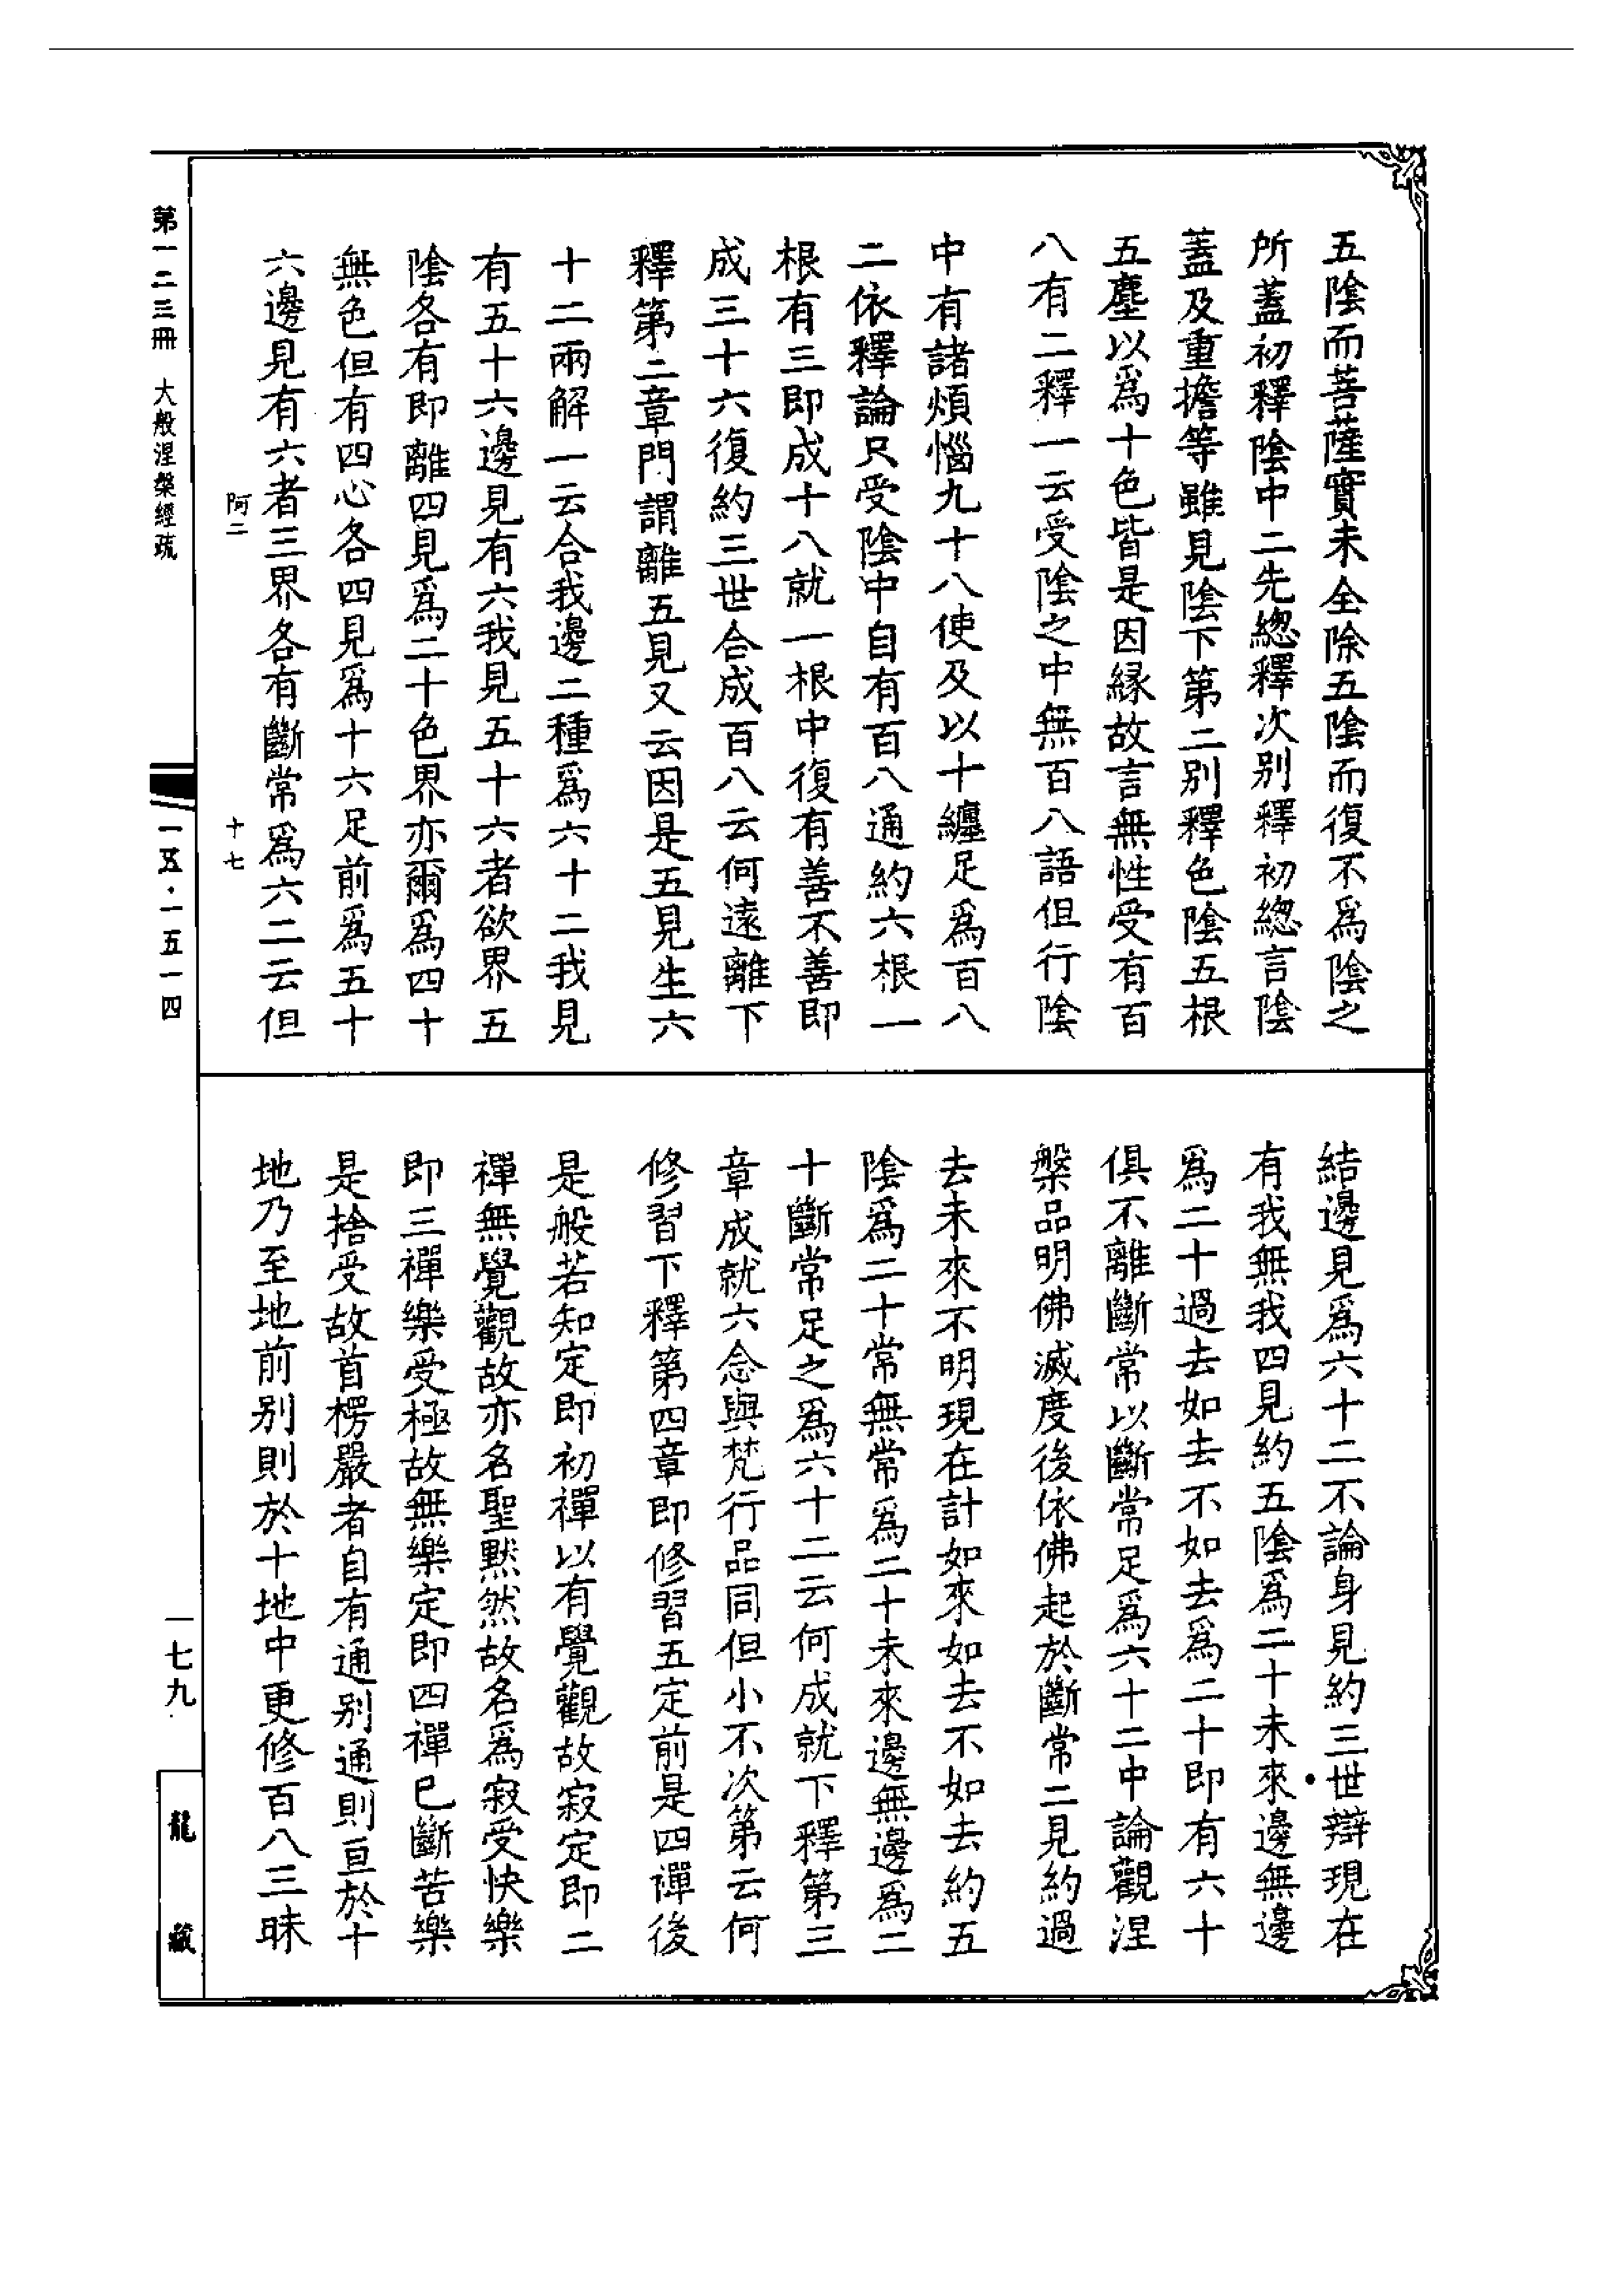 五陰而菩薩實未全除五陰而復不爲陰之
所蓋初釋陰中二先總釋次別釋初總言陰
蓋及重擔等雖見陰下第二別釋色陰五根
五塵以爲十色皆是因緣故言無性受有百
八有二釋一云受陰之中無百八語但行陰
中有諸煩惱九十八使及以十纏足爲百八
二依釋論只受陰中自有百八通約六根一
根有三即成十八就一根中復有善不善即
成三十六復約三世合成百八云何遠離下
釋第二章門謂離五見又云因是五見生六
十二兩解一云合我邊二種爲六十二我見
有五十六邊見有六我見五十六者欲界五
陰各有即離四見爲二十色界亦爾爲四十
無色但有四心各四見爲十六足前爲五十
六邊見有六者三界各有斷常爲六二云但
結邊見爲六十二不論身見約三世辯現在
有我無我四見約五陰爲二十未來邊無邊
爲二十過去如去不如去爲二十即有六十
俱不離斷常以斷常足爲六十二中論觀涅
槃品明佛滅度後依佛起於斷常二見約過
去未來不明現在計如來如去不如去約五
陰爲二十常無常爲二十未來邊無邊爲二
十斷常足之爲六十二云何成就下釋第三
章成就六念與梵行品同但小不次第云何
修習下釋第四章即修習五定前是四禪後
是般若知定即初禪以有覺觀故寂定即二
禪無覺觀故亦名聖默然故名爲寂受快樂
即三禪樂受極故無樂定即四禪已斷苦樂
是捨受故首楞嚴者自有通別通則亘於十
地乃至地前別則於十地中更修百八三昧
第一二三冊 大般涅槃經疏
阿二
十七
一五·一五一四
一七九
龍藏